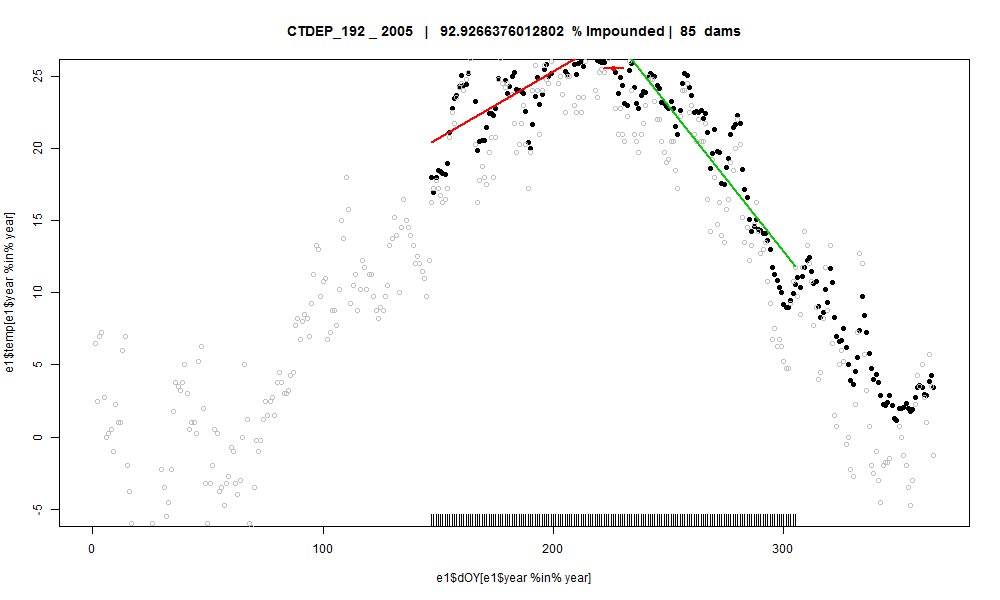 CTDEP_192 _ 2005 | 92.9266376012802 % Impounded | 85 dams
e1$temp[e1$year %in% year]
25
20
15
10
5
0
-5
0 100 200 300
e1$dOY[e1$year %in% year]